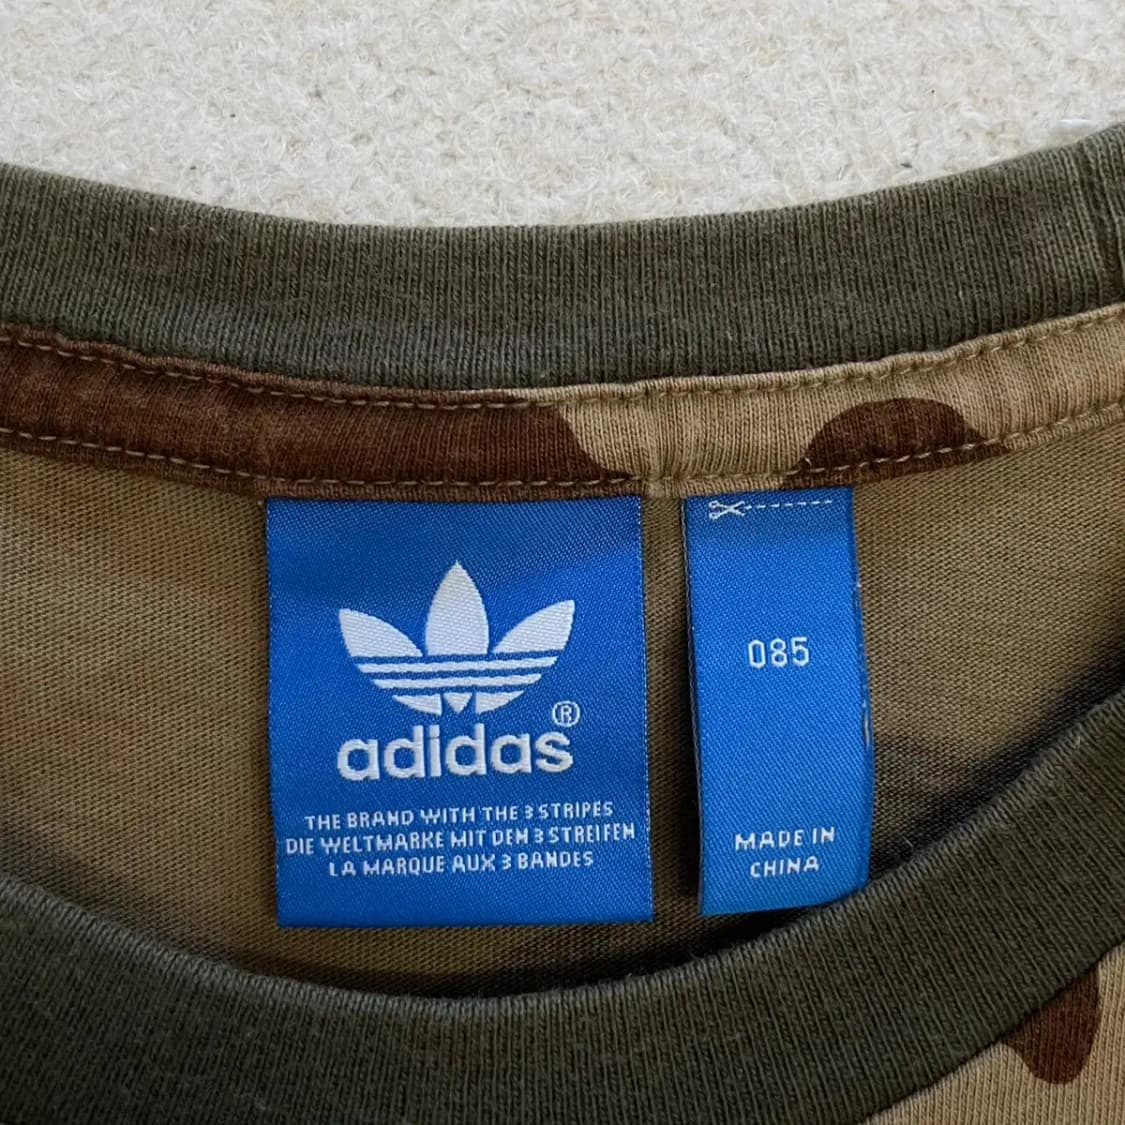 adidas®
THE BRAND WITH THE 3 STRIPES
DIE WELTMARKE MIT DEN 3 STREIFEN
LA MARQUE AUX 3 BANDES
085
MADE IN
CHINA